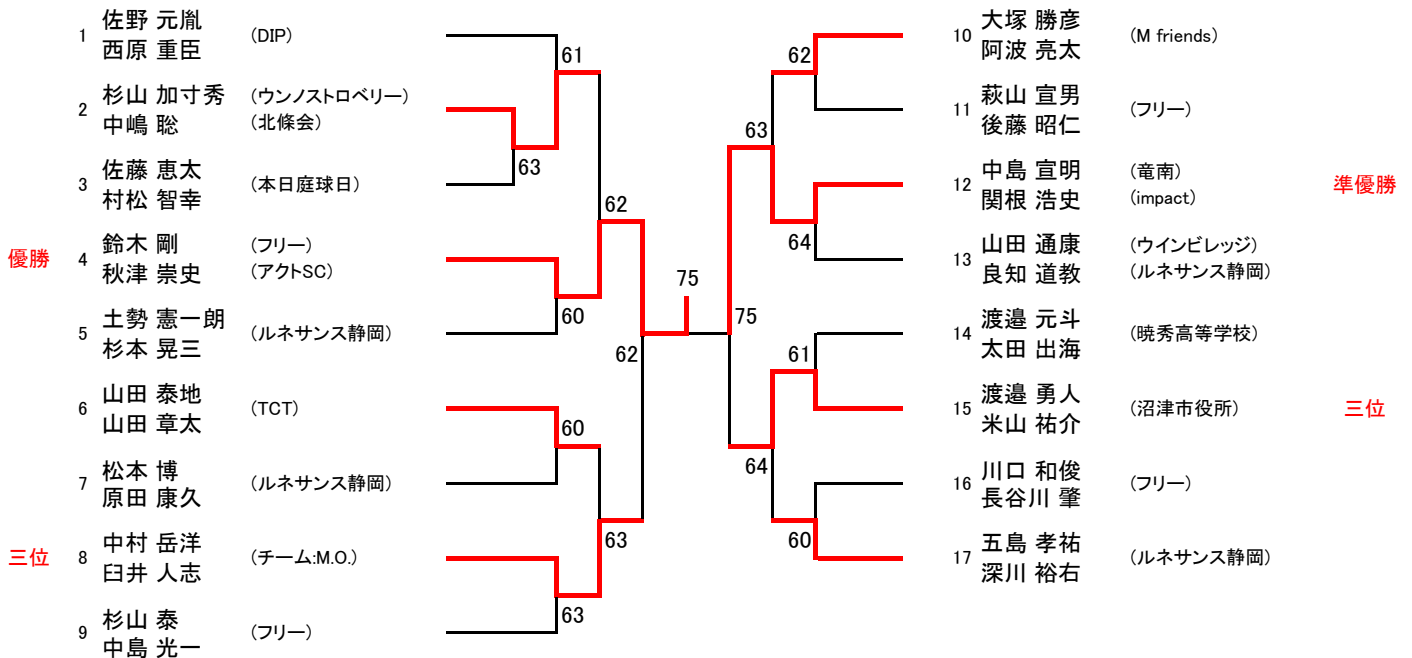 1
佐野 元胤
西原 重臣
(DIP)
2
杉山 加寸秀
中嶋 聡
(ウンノストロベリー)
(北條会)
3
佐藤 恵太
村松 智幸
(本日庭球日)
優勝
4
鈴木 剛
秋津 崇史
(フリー)
(アクトSC)
5
土勢 憲一朗
杉本 晃三
(ルネサンス静岡)
6
山田 泰地
山田 章太
(TCT)
7
松本 博
原田 康久
(ルネサンス静岡)
三位
8
中村 岳洋
臼井 人志
(チーム:M.O.)
9
杉山 泰
中島 光一
(フリー)
61
63
62
60
62
60
63
63
75
62
63
64
75
61
64
60
10
大塚 勝彦
阿波 亮太
(M friends)
11
萩山 宣男
後藤 昭仁
(フリー)
12
中島 宣明
関根 浩史
(竜南)
(impact)
準優勝
13
山田 通康
良知 道教
(ウインビレッジ)
(ルネサンス静岡)
14
渡邉 元斗
太田 出海
(暁秀高等学校)
15
渡邉 勇人
米山 祐介
(沼津市役所)
三位
16
川口 和俊
長谷川 肇
(フリー)
17
五島 孝祐
深川 裕右
(ルネサンス静岡)